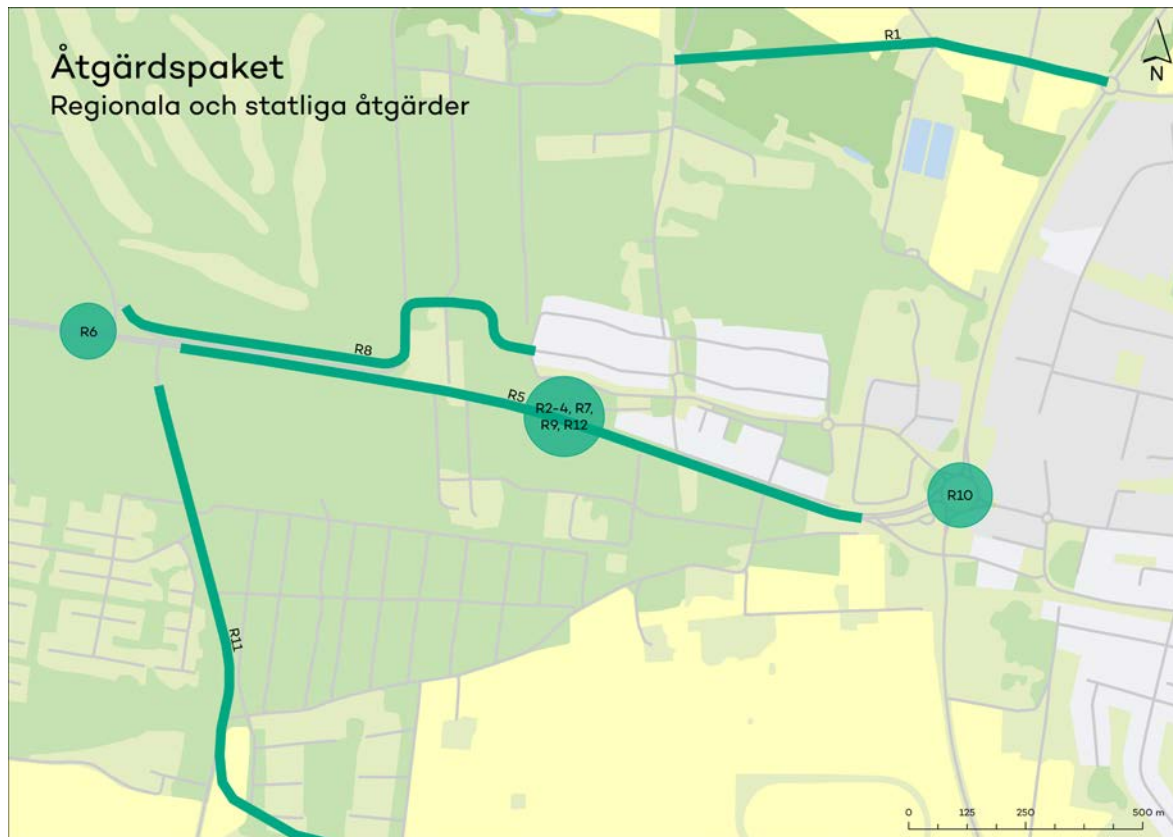 Åtgärdspaket
Regionala och statliga åtgärder
R1
N
R6
R8
R5
R2-4, R7,
R9, R12
R10
R11
0 125 250 500 m